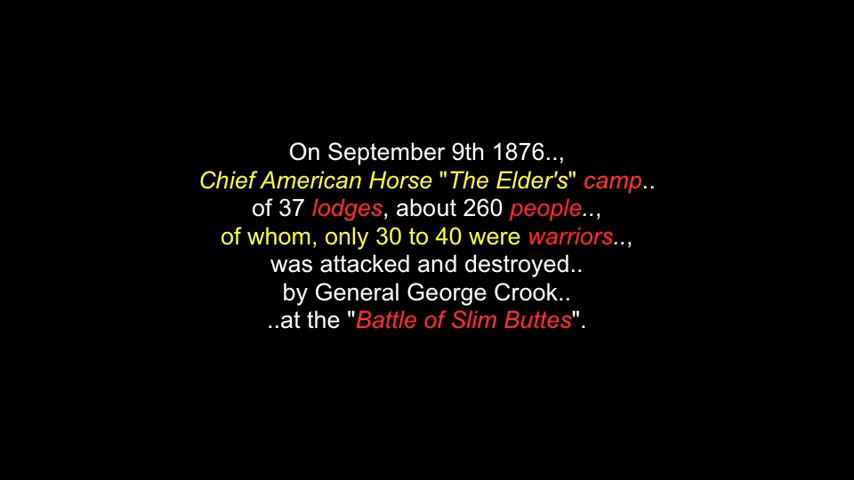 On September 9th 1876..,
Chief American Horse "The Elder's" camp..
of 37 lodges, about 260 people..,
of whom, only 30 to 40 were warriors..,
was attacked and destroyed..
by General George Crook..
..at the "Battle of Slim Buttes".